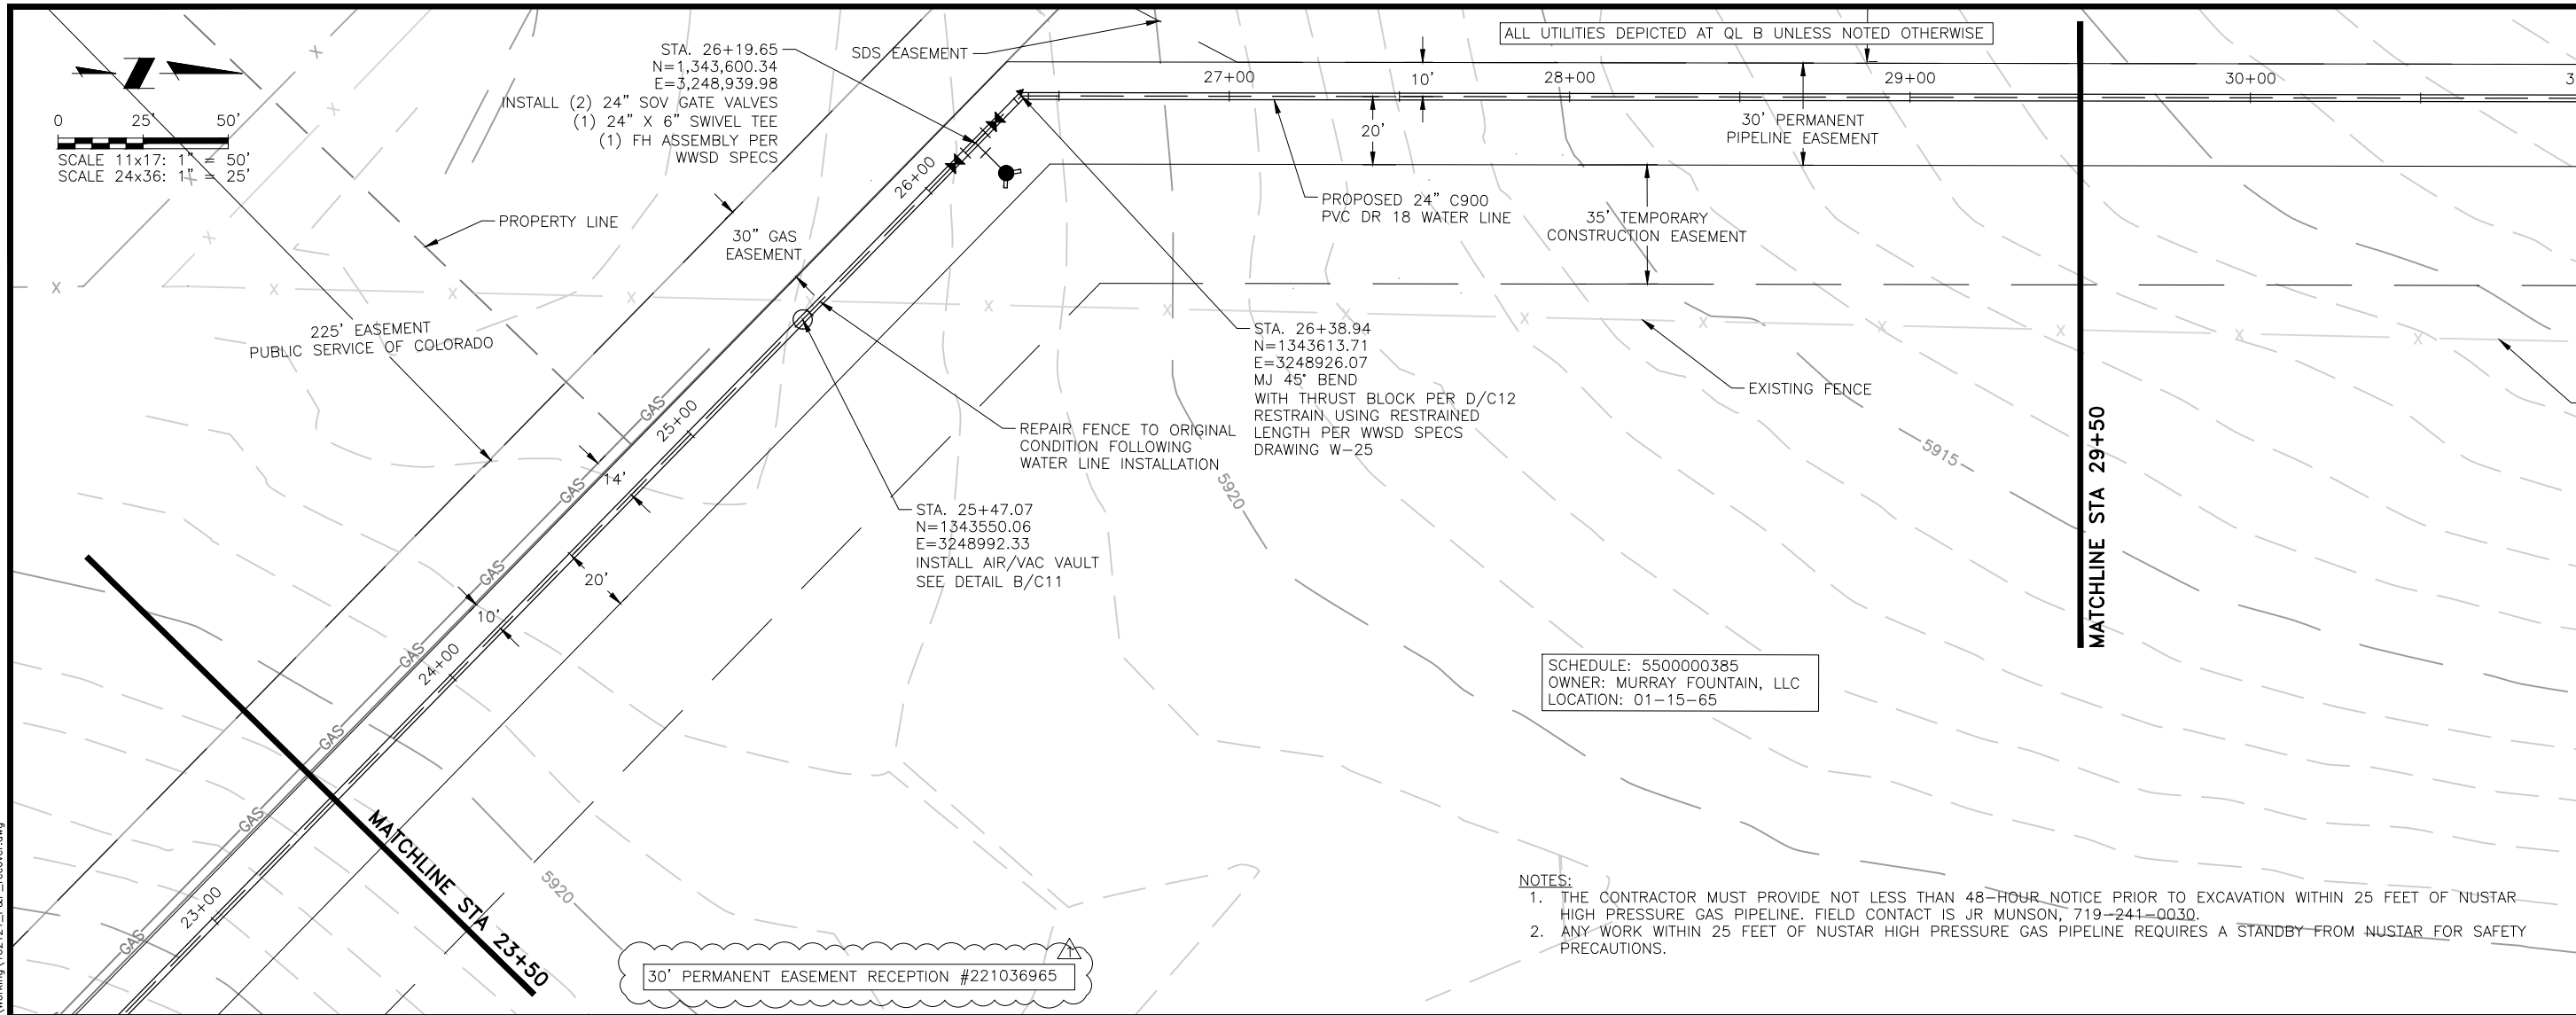 ALL UTILITIES DEPICTED AT QL B UNLESS NOTED OTHERWISE
STA. 26+19.65
N=1,343,600.34
E=3,248,939.98
INSTALL (2) 24" SOV GATE VALVES
(1) 24" X 6" SWIVEL TEE
(1) FH ASSEMBLY PER
WWSD SPECS
SDS EASEMENT
27+00
10'
28+00
29+00
30+00
3
0
25'
50'
SCALE 11x17: 1" = 50'
SCALE 24x36: 1" = 25'
X
X
X
X
20'
30' PERMANENT
PIPELINE EASEMENT
26+00
PROPERTY LINE
30" GAS
EASEMENT
PROPOSED 24" C900
PVC DR 18 WATER LINE
35' TEMPORARY
CONSTRUCTION EASEMENT
X
X
X
X
X
X
X
X
X
X
X
X
X
X
225' EASEMENT
PUBLIC SERVICE OF COLORADO
STA. 26+38.94
N=1343613.71
E=3248926.07
MJ 45° BEND
WITH THRUST BLOCK PER D/C12
RESTRAIN USING RESTRAINED
LENGTH PER WWSD SPECS
DRAWING W-25
EXISTING FENCE
GAS
25+00
REPAIR FENCE TO ORIGINAL
CONDITION FOLLOWING
WATER LINE INSTALLATION
14'
GAS
5920
5915
MATCHLINE STA 29+50
STA. 25+47.07
N=1343550.06
E=3248992.33
INSTALL AIR/VAC VAULT
SEE DETAIL B/C11
GAS
20'
10'
GAS
24+00
SCHEDULE: 5500000385
OWNER: MURRAY FOUNTAIN, LLC
LOCATION: 01-15-65
GAS
GAS
MATCHLINE STA 23+50
23+00
GAS
5920
1
30' PERMANENT EASEMENT RECEPTION #221036965
NOTES:
1. THE CONTRACTOR MUST PROVIDE NOT LESS THAN 48-HOUR NOTICE PRIOR TO EXCAVATION WITHIN 25 FEET OF NUSTAR
HIGH PRESSURE GAS PIPELINE. FIELD CONTACT IS JR MUNSON, 719-241-0030.
2. ANY WORK WITHIN 25 FEET OF NUSTAR HIGH PRESSURE GAS PIPELINE REQUIRES A STANDBY FROM NUSTAR FOR SAFETY
PRECAUTIONS.